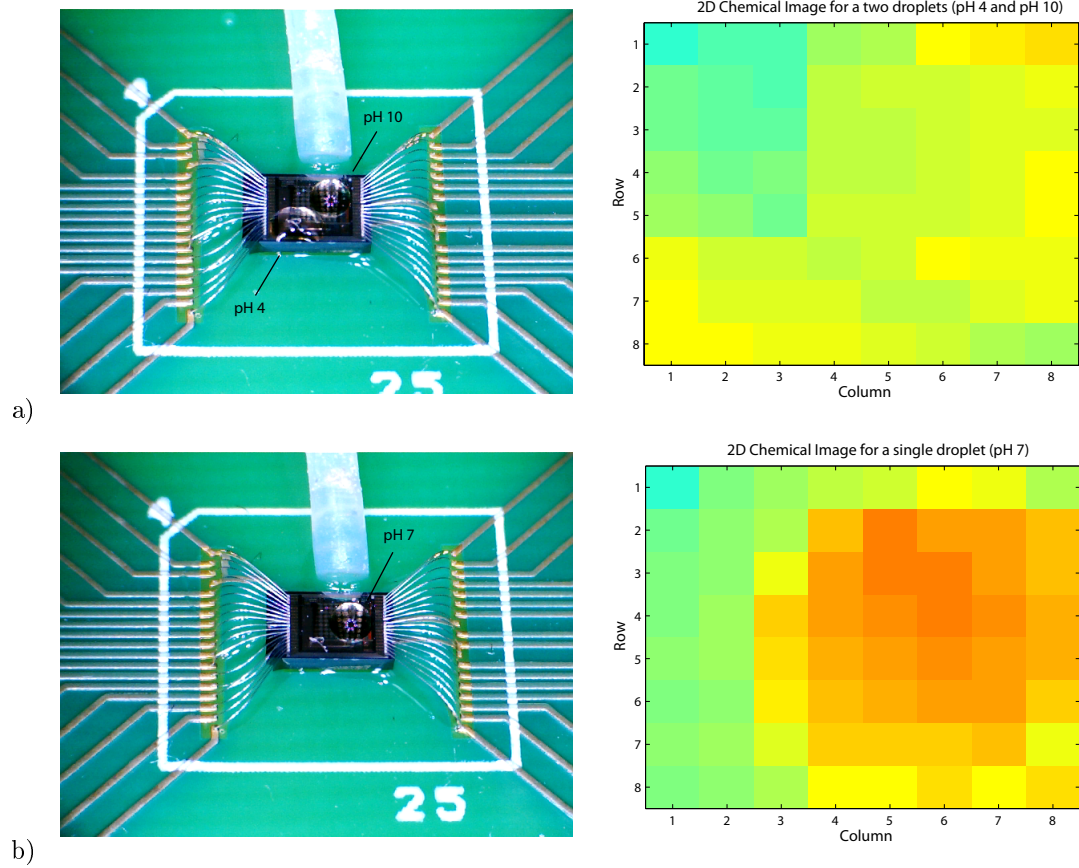 2D Chemical Image for a two droplets (pH 4 and pH 10)
pH 10
pH 4
25
Row
1
2
3
4
5
6
7
8
1 2 3 4 5 6 7 8
Column
a)
2D Chemical Image for a single droplet (pH 7)
pH 7
25
Row
1
2
3
4
5
6
7
8
1 2 3 4 5 6 7 8
Column
b)